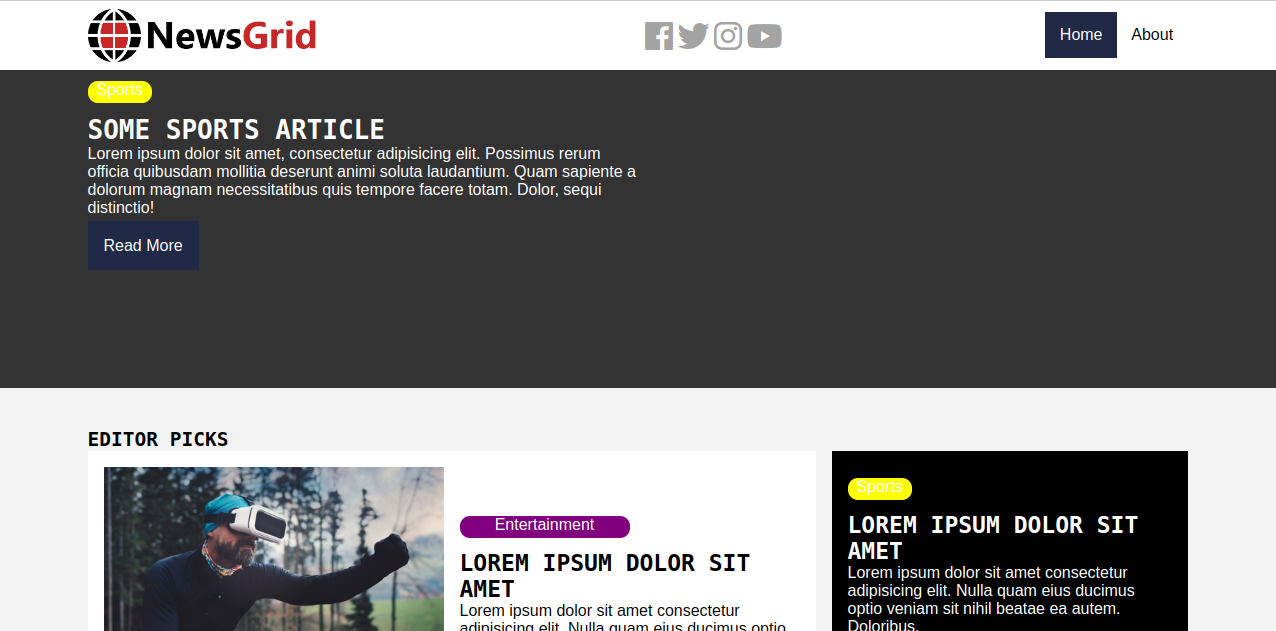 NewsGrid
Home
About
Sports
SOME SPORTS ARTICLE
Lorem ipsum dolor sit amet, consectetur adipisicing elit. Possimus rerum
officia quibusdam mollitia deserunt animi soluta laudantium. Quam sapiente a
dolorum magnam necessitatibus quis tempore facere totam. Dolor, sequi
distinctio!
Read More
EDITOR PICKS
Entertainment
LOREM IPSUM DOLOR SIT
AMET
Lorem ipsum dolor sit amet consectetur
adipisicing elit. Nulla quam eius ducimus optio
Sports
LOREM IPSUM DOLOR SIT
AMET
Lorem ipsum dolor sit amet consectetur
adipisicing elit. Nulla quam eius ducimus
optio veniam sit nihil beatae ea autem.
Doloribus.